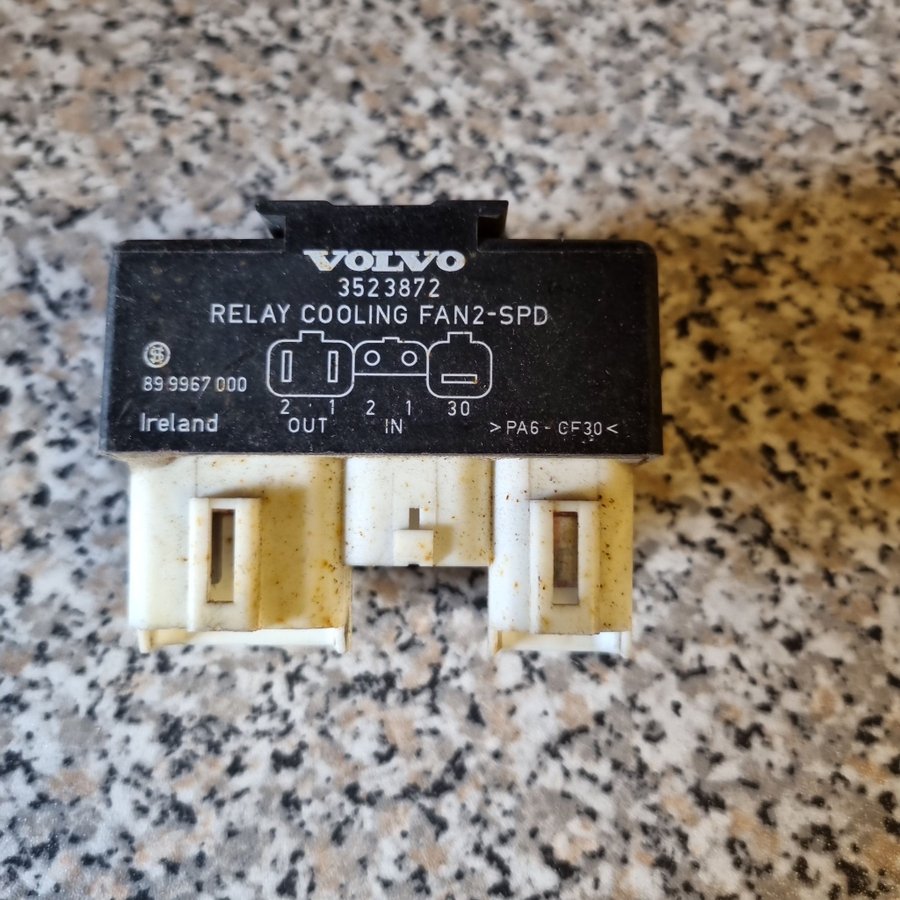 VOLVO
3523872
RELAY COOLING FAN2-SPD
89 9967 000
2 1 2 1 30
OUT IN
Ireland
>PA6-GF30<